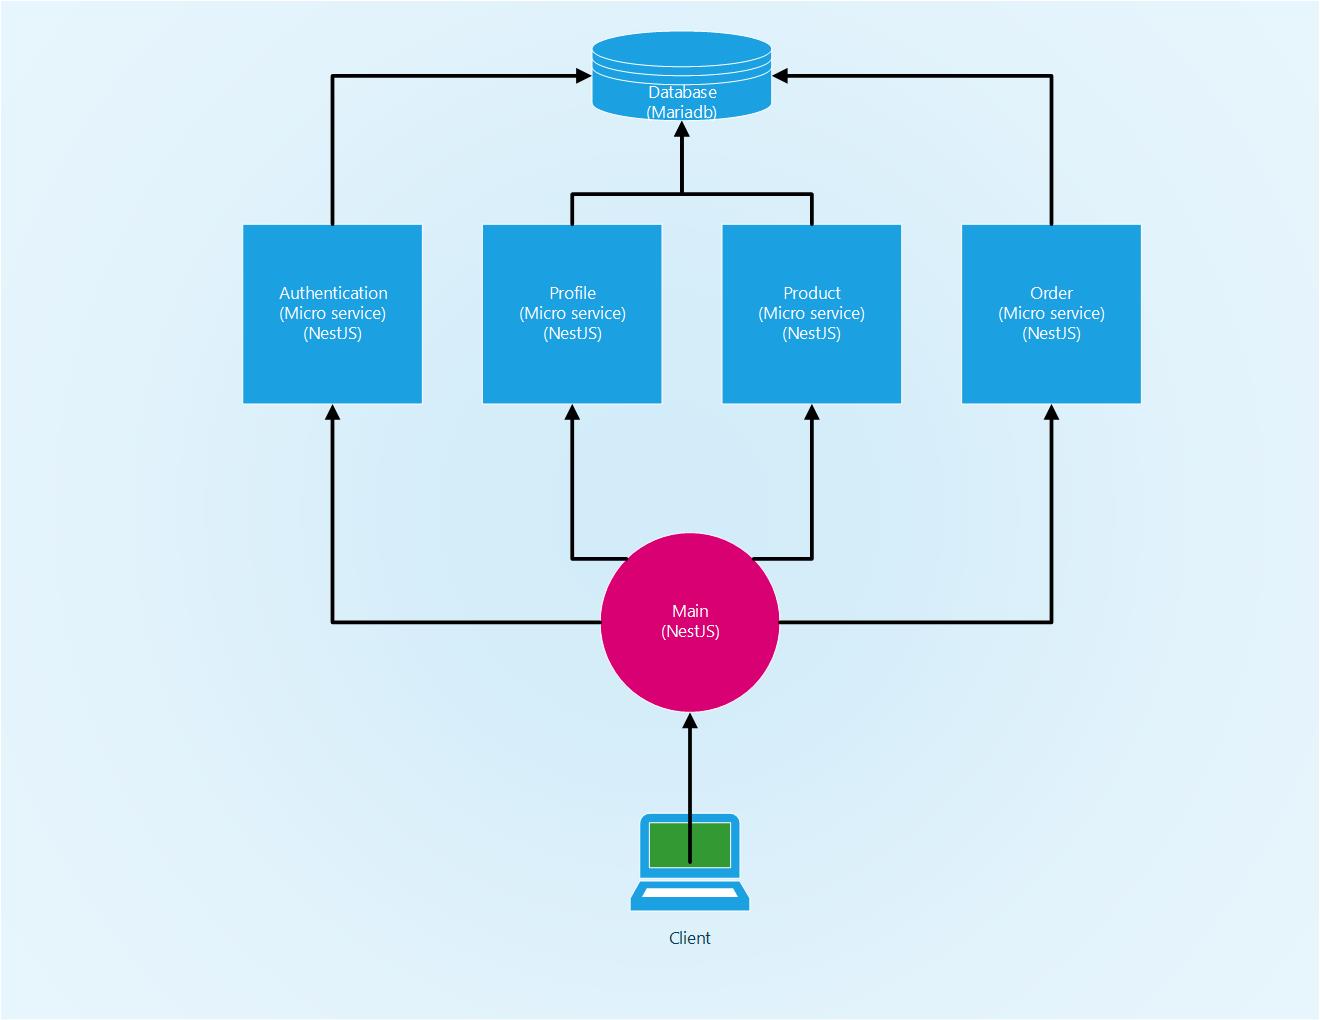 Database
(Mariadb)
Authentication
(Micro service)
(NestJS)
Profile
(Micro service)
(NestJS)
Product
(Micro service)
(NestJS)
Order
(Micro service)
(NestJS)
Main
(NestJS)
Client